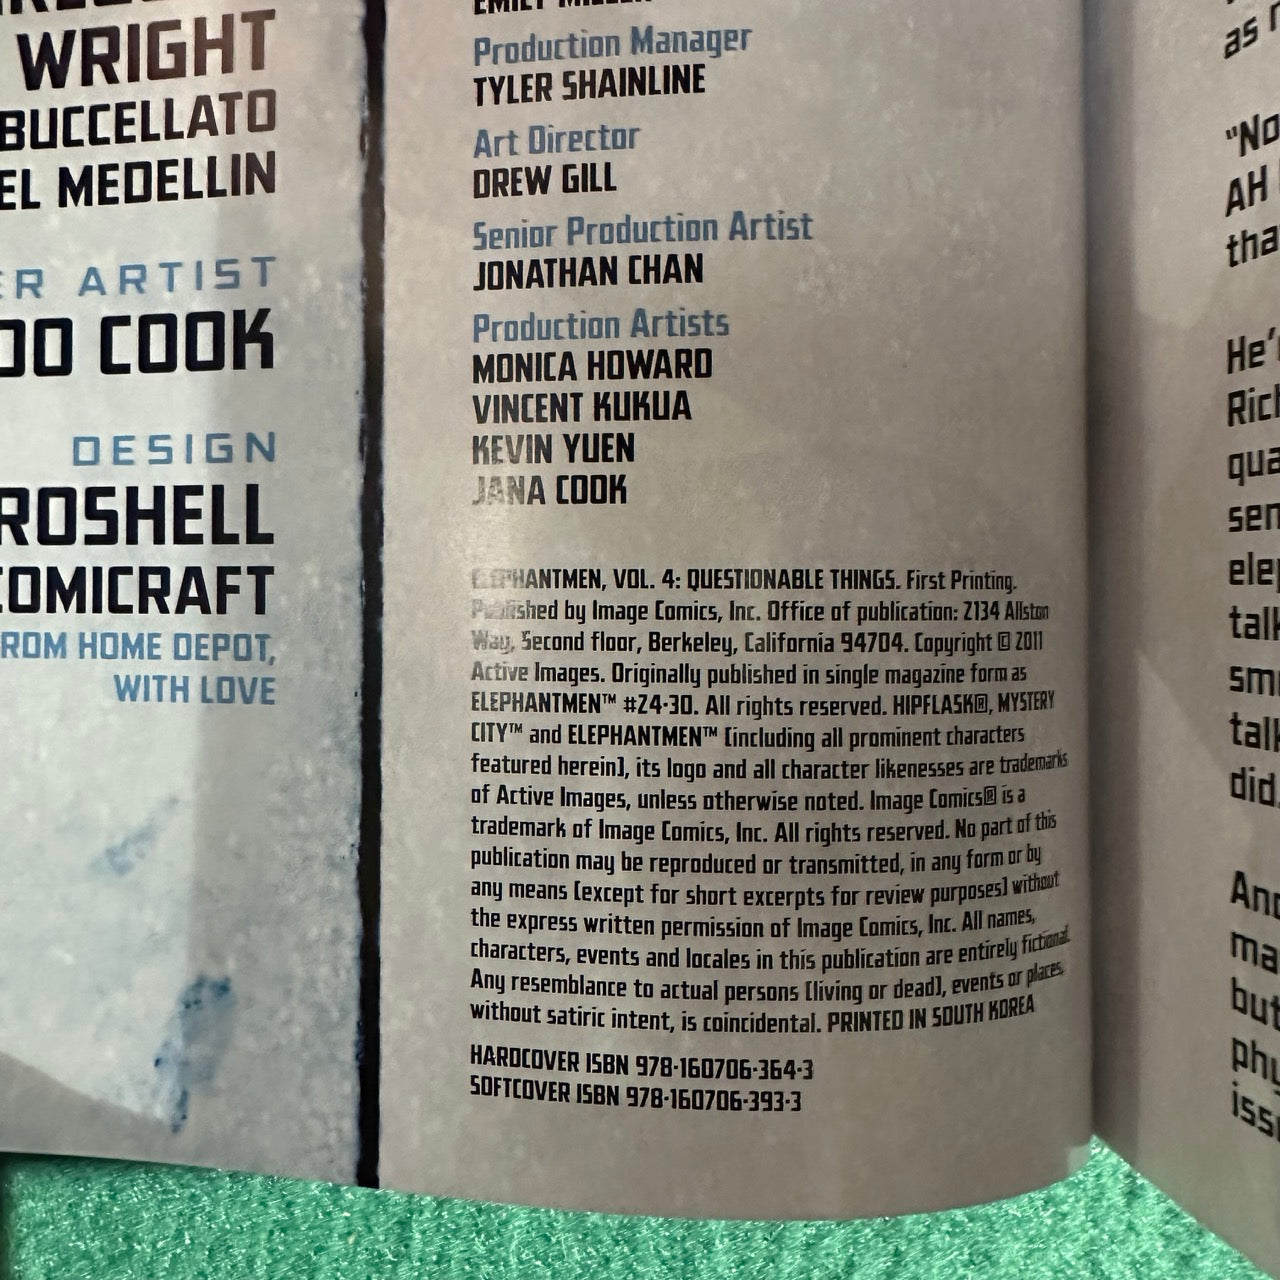 WRIGHT
BUCCELLATO
EL MEDELLIN
ER ARTIST
OO COOK
DESIGN
ROSHELL
COMICRAFT
ROM HOME DEPOT,
WITH LOVE
Production Manager
TYLER SHAINLINE
Art Director
DREW GILL
Senior Production Artist
JONATHAN CHAN
Production Artists
MONICA HOWARD
VINCENT KUKUA
KEVIN YUEN
JANA COOK
ELEPHANTMEN, VOL. 4: QUESTIONABLE THINGS. First Printing.
Published by Image Comics, Inc. Office of publication: 2134 Allston
Way, Second floor, Berkeley, California 94704. Copyright © 2011
Active Images. Originally published in single magazine form as
ELEPHANTMEN™ #24-30. All rights reserved. HIPFLASK®, MYSTERY
CITY™ and ELEPHANTMEN™ [including all prominent characters
featured herein], its logo and all character likenesses are trademarks
of Active Images, unless otherwise noted. Image Comics® is a
trademark of Image Comics, Inc. All rights reserved. No part of this
publication may be reproduced or transmitted, in any form or by
any means [except for short excerpts for review purposes] without
the express written permission of Image Comics, Inc. All names,
characters, events and locales in this publication are entirely fictional.
Any resemblance to actual persons [living or dead], events or places,
without satiric intent, is coincidental. PRINTED IN SOUTH KOREA
HARDCOVER ISBN 978-160706-364-3
SOFTCOVER ISBN 978-160706-393-3
as
"No
AH
tha
He'
Rich
qua
sen
ele
talk
smu
talk
did.
And
ma
but
phy
issu